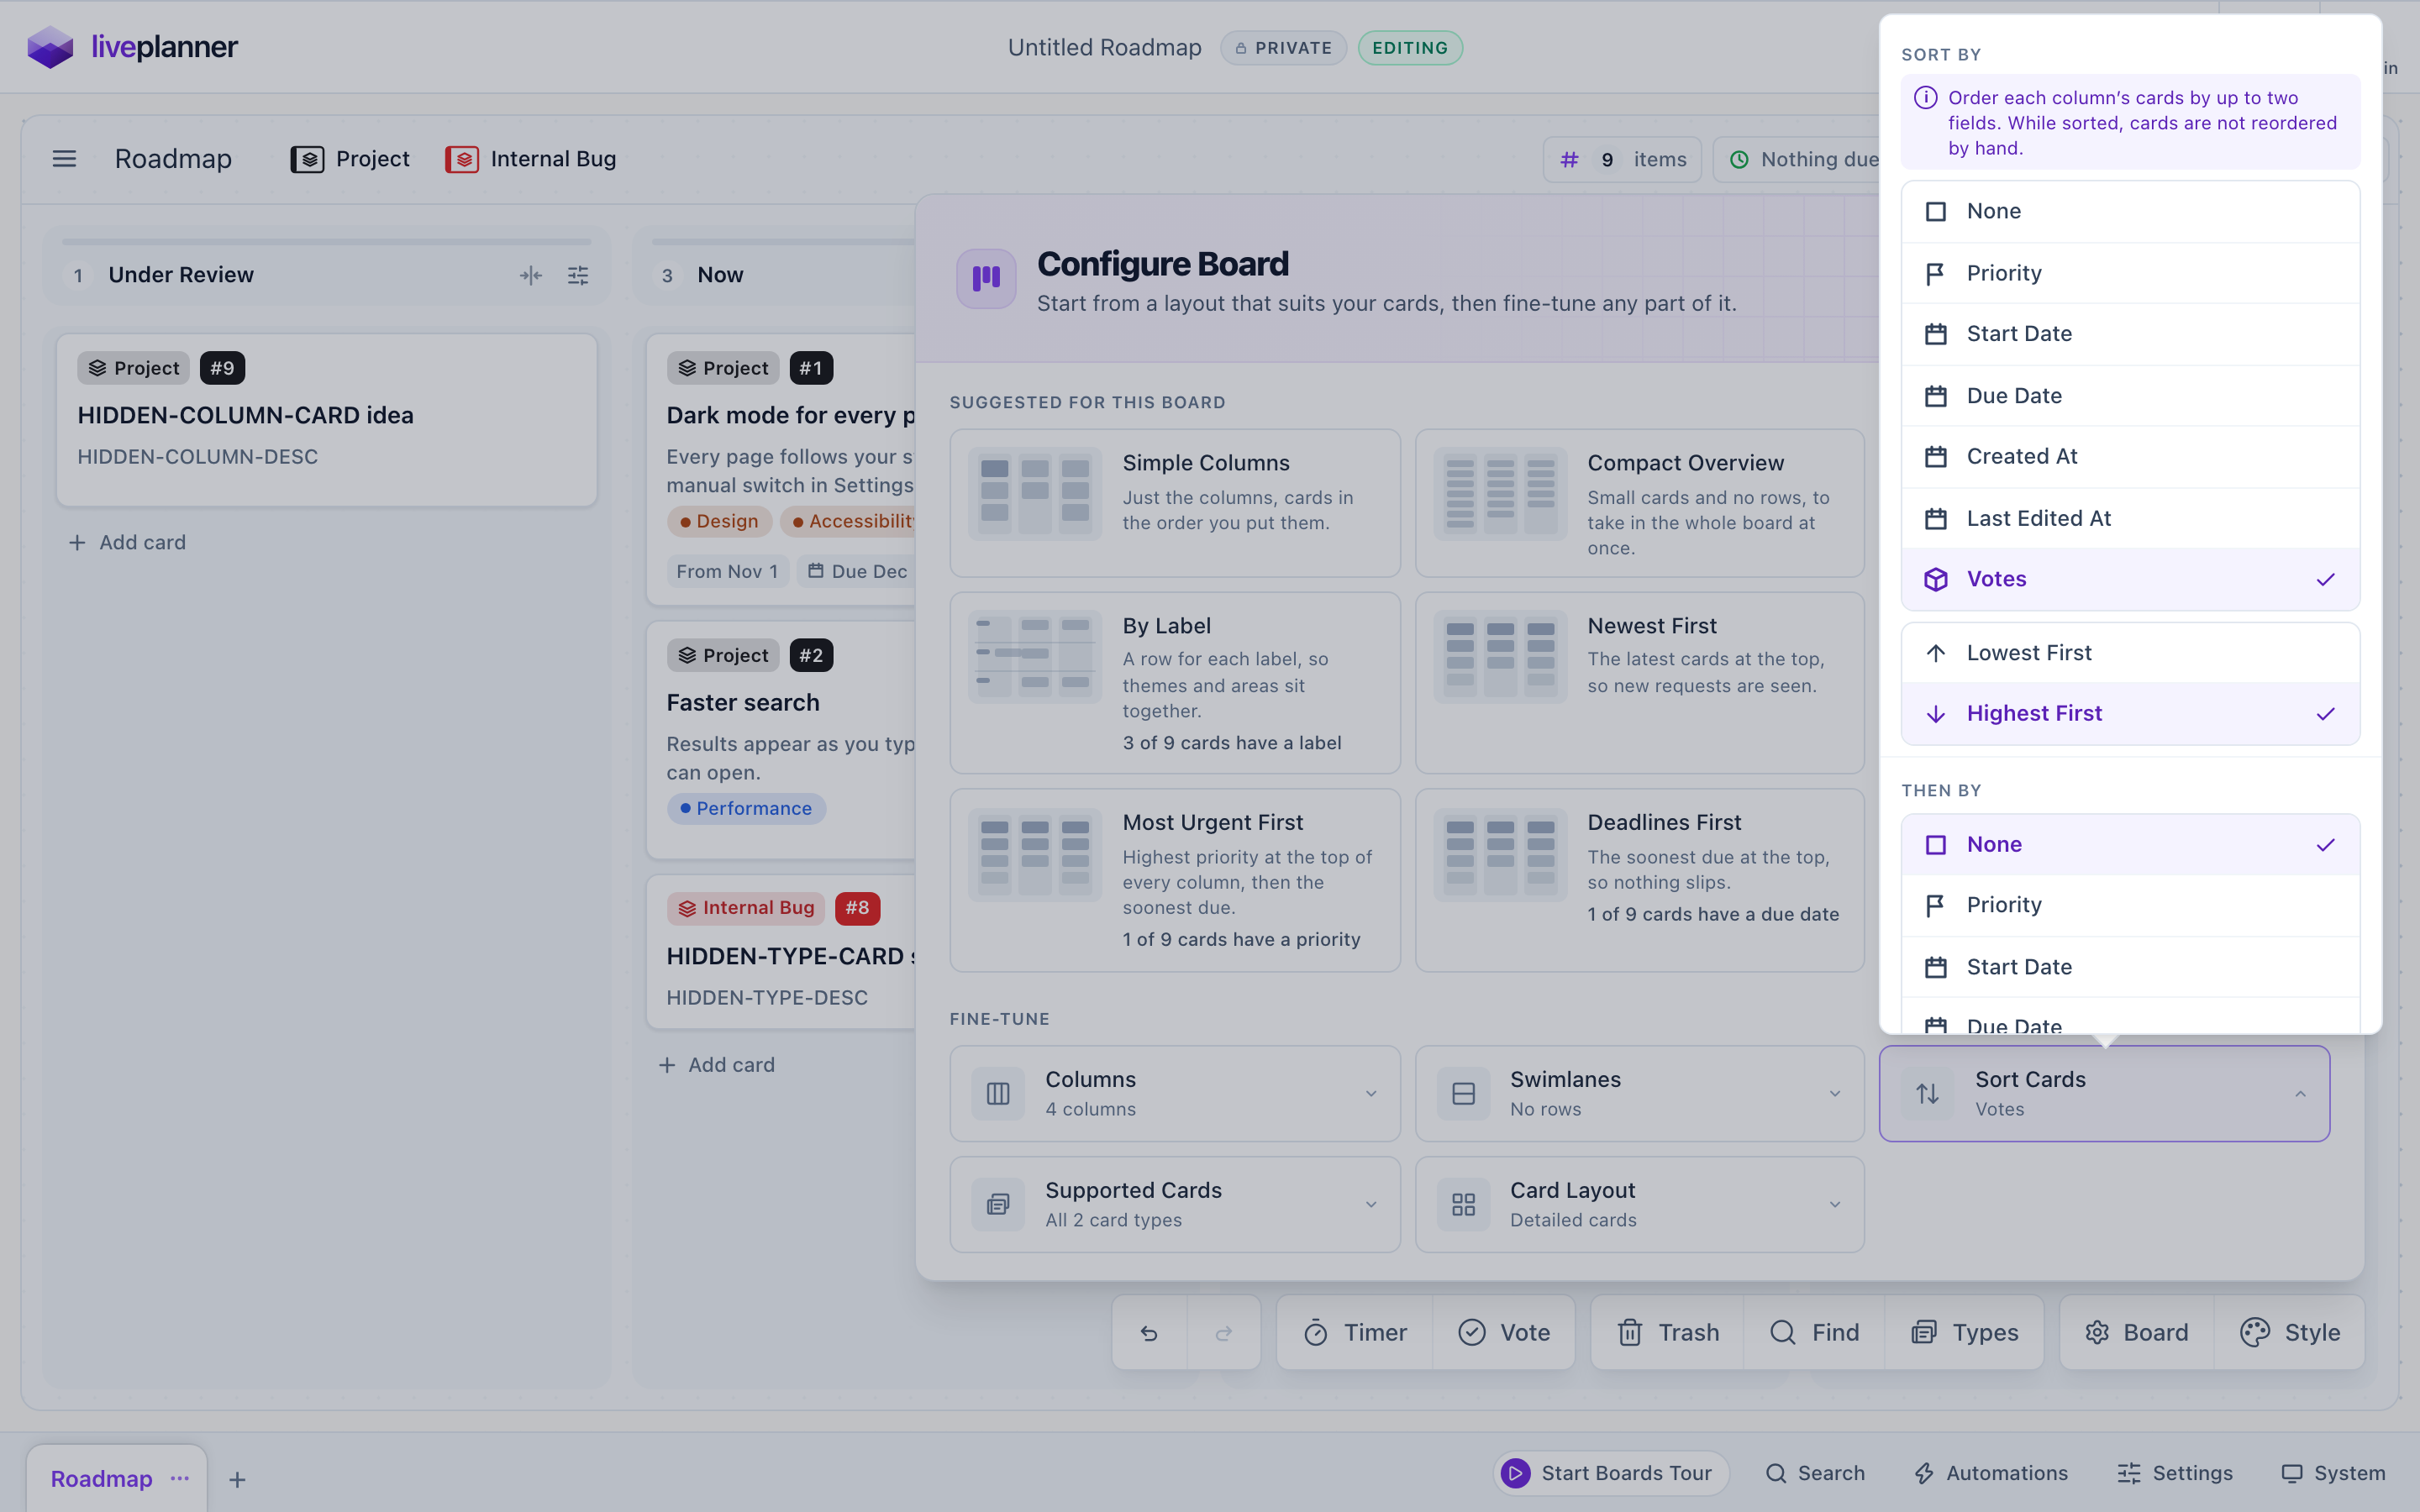 liveplanner
Untitled Roadmap
PRIVATE
EDITING
in
Roadmap
Project
Internal Bug
# 9 items
Nothing due
1 Under Review
3 Now
Project #9
HIDDEN-COLUMN-CARD idea
HIDDEN-COLUMN-DESC
+ Add card
Project #1
Dark mode for every p
Every page follows your s
manual switch in Settings
Design
Accessibilit
From Nov 1
Due Dec
Project #2
Faster search
Results appear as you typ
can open.
Performance
Internal Bug #8
HIDDEN-TYPE-CARD
HIDDEN-TYPE-DESC
+ Add card
Configure Board
Start from a layout that suits your cards, then fine-tune any part of it.
SUGGESTED FOR THIS BOARD
Simple Columns
Just the columns, cards in
the order you put them.
Compact Overview
Small cards and no rows, to
take in the whole board at
once.
By Label
A row for each label, so
themes and areas sit
together.
3 of 9 cards have a label
Newest First
The latest cards at the top,
so new requests are seen.
Most Urgent First
Highest priority at the top of
every column, then the
soonest due.
1 of 9 cards have a priority
Deadlines First
The soonest due at the top,
so nothing slips.
1 of 9 cards have a due date
FINE-TUNE
Columns
4 columns
Swimlanes
No rows
Sort Cards
Votes
Supported Cards
All 2 card types
Card Layout
Detailed cards
SORT BY
Order each column’s cards by up to two
fields. While sorted, cards are not reordered
by hand.
None
Priority
Start Date
Due Date
Created At
Last Edited At
Votes
Lowest First
Highest First
THEN BY
None
Priority
Start Date
Due Date
Timer
Vote
Trash
Find
Types
Board
Style
Roadmap
Start Boards Tour
Search
Automations
Settings
System